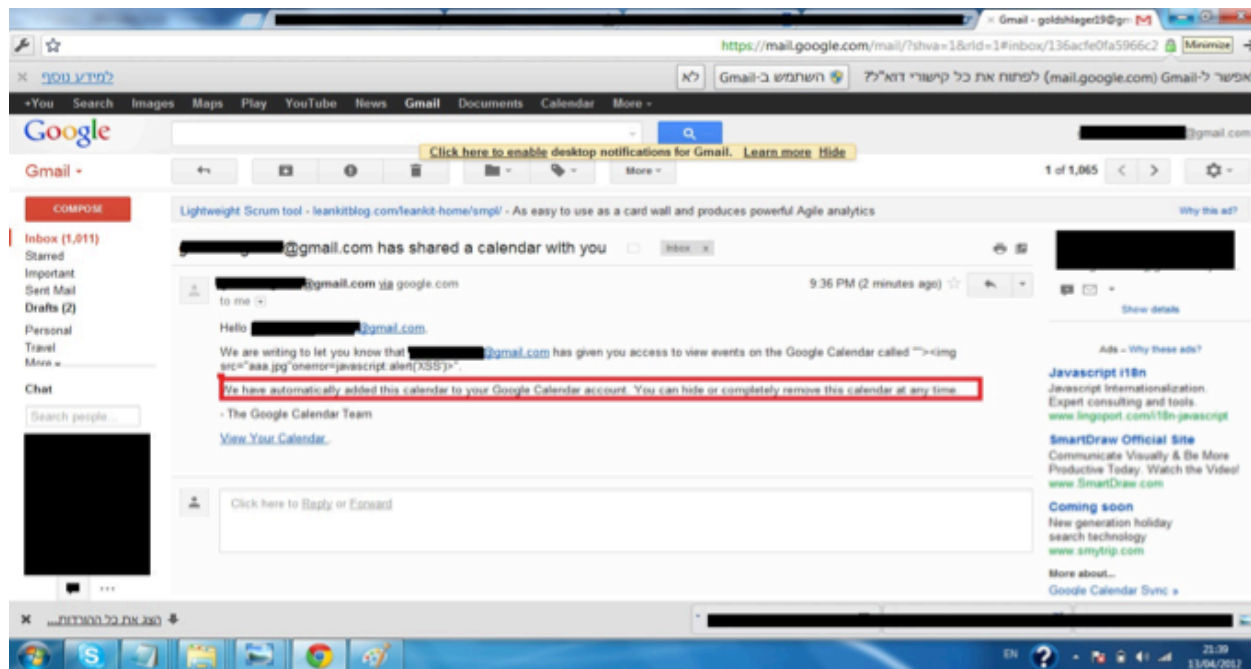 Gmail - goldshlager19@gm
https://mail.google.com/mail/?shva=1&rld=1#inbox/136acfe0fa5966c2
Minimize
אפשר ל-Gmail (mail.google.com) לפתוח את כל קישורי דוא"ל?
השתמש ב-Gmail
לא
למידע נוסף
+You Search Images Maps Play YouTube News Gmail Documents Calendar More
Google
@gmail.com
Click here to enable desktop notifications for Gmail. Learn more Hide
Gmail
More
1 of 1,065
COMPOSE
Lightweight Scrum tool - leankitblog.com/leankit-home/smpl/ - As easy to use as a card wall and produces powerful Agile analytics
Why this ad?
Inbox (1,011)
Starred
Important
Sent Mail
Drafts (2)
Personal
Travel
More
Chat
Search people...
@gmail.com has shared a calendar with you
Inbox x
@gmail.com via google.com
9:36 PM (2 minutes ago)
to me
Hello @gmail.com,
We are writing to let you know that @gmail.com has given you access to view events on the Google Calendar called ""><img
src="aaa.jpg"onerror=javascript:alert('XSS')>".
We have automatically added this calendar to your Google Calendar account. You can hide or completely remove this calendar at any time.
- The Google Calendar Team
View Your Calendar.
Click here to Reply or Forward
Show details
Ads – Why these ads?
Javascript i18n
Javascript Internationalization.
Expert consulting and tools.
www.lingoport.com/i18n-javascript
SmartDraw Official Site
Communicate Visually & Be More
Productive Today. Watch the Video!
www.SmartDraw.com
Coming soon
New generation holiday
search technology
www.smytrip.com
More about...
Google Calendar Sync »
הצג את כל ההורדות...
EN
21:39
13/04/2012